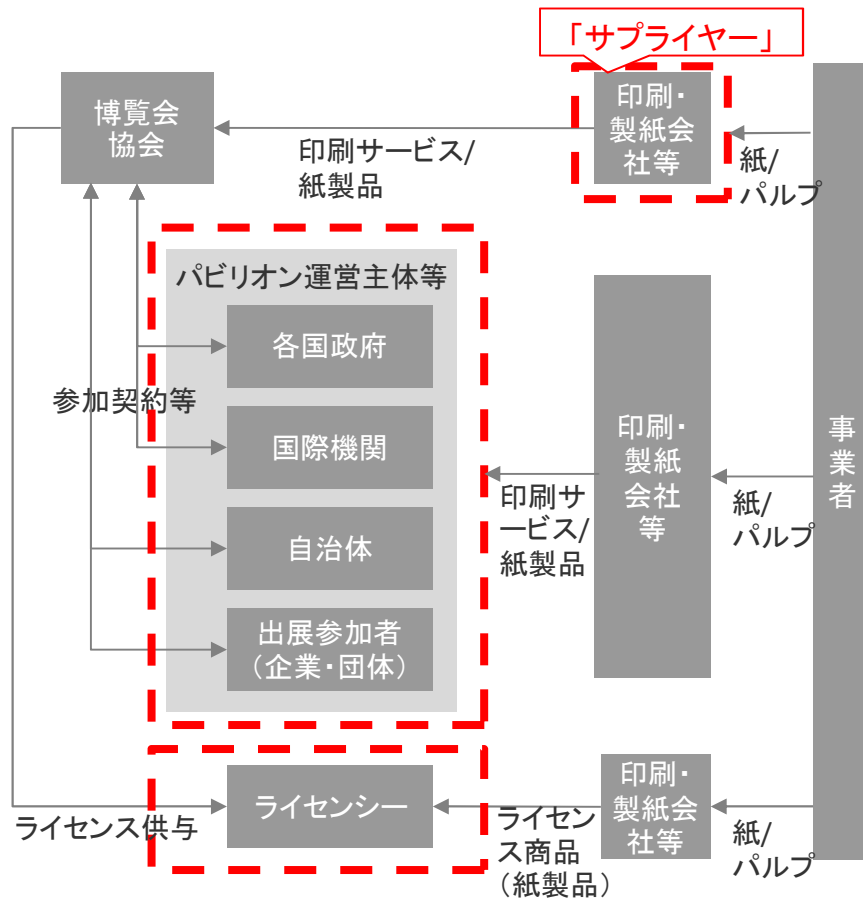 「サプライヤー」
博覧会
協会
印刷・
製紙会
社等
印刷サービス/
紙製品
紙/
パルプ
パビリオン運営主体等
各国政府
参加契約等
国際機関
自治体
出展参加者
（企業・団体）
印刷・
製紙
会社
等
印刷サ
ービス/
紙製品
紙/
パルプ
事
業
者
ライセンシー
ライセンス供与
印刷・
製紙会
社等
ライセン
ス商品
（紙製品）
紙/
パルプ